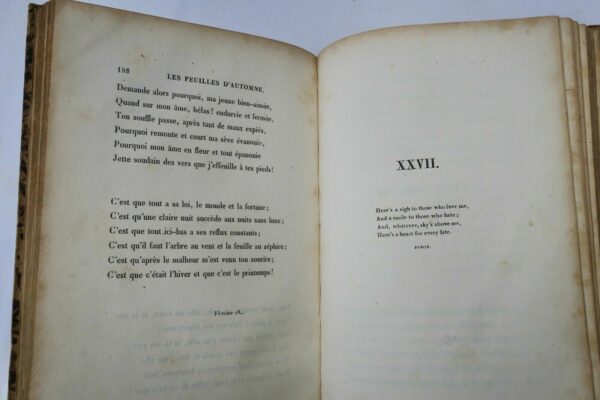 188
LES FEUILLES D'AUTOMNE.
Demande alors pourquoi, ma jeune bien-aimée,
Quand sur mon âme, hélas! endurcie et fermée,
Ton souffle passe, après tant de maux expiés,
Pourquoi remonte et court ma sève évanouie,
Pourquoi mon âme en fleur et tout épanouie
Jette soudain des vers que j'effeuille à tes pieds!
C'est que tout a sa loi, le monde et la fortune;
C'est qu'une claire nuit succède aux nuits sans lune;
C'est que tout ici-bas a ses reflux constants;
C'est qu'il faut l'arbre au vent et la feuille au zéphire;
C'est qu'après le malheur m'est venu ton sourire;
C'est que c'était l'hiver et que c'est le printemps!
Février 18..
XXVII.
Here's a sigh to those who love me,
And a smile to those who hate;
And, whatever, sky's above me,
Here's a heart for every fate.
BYRON.